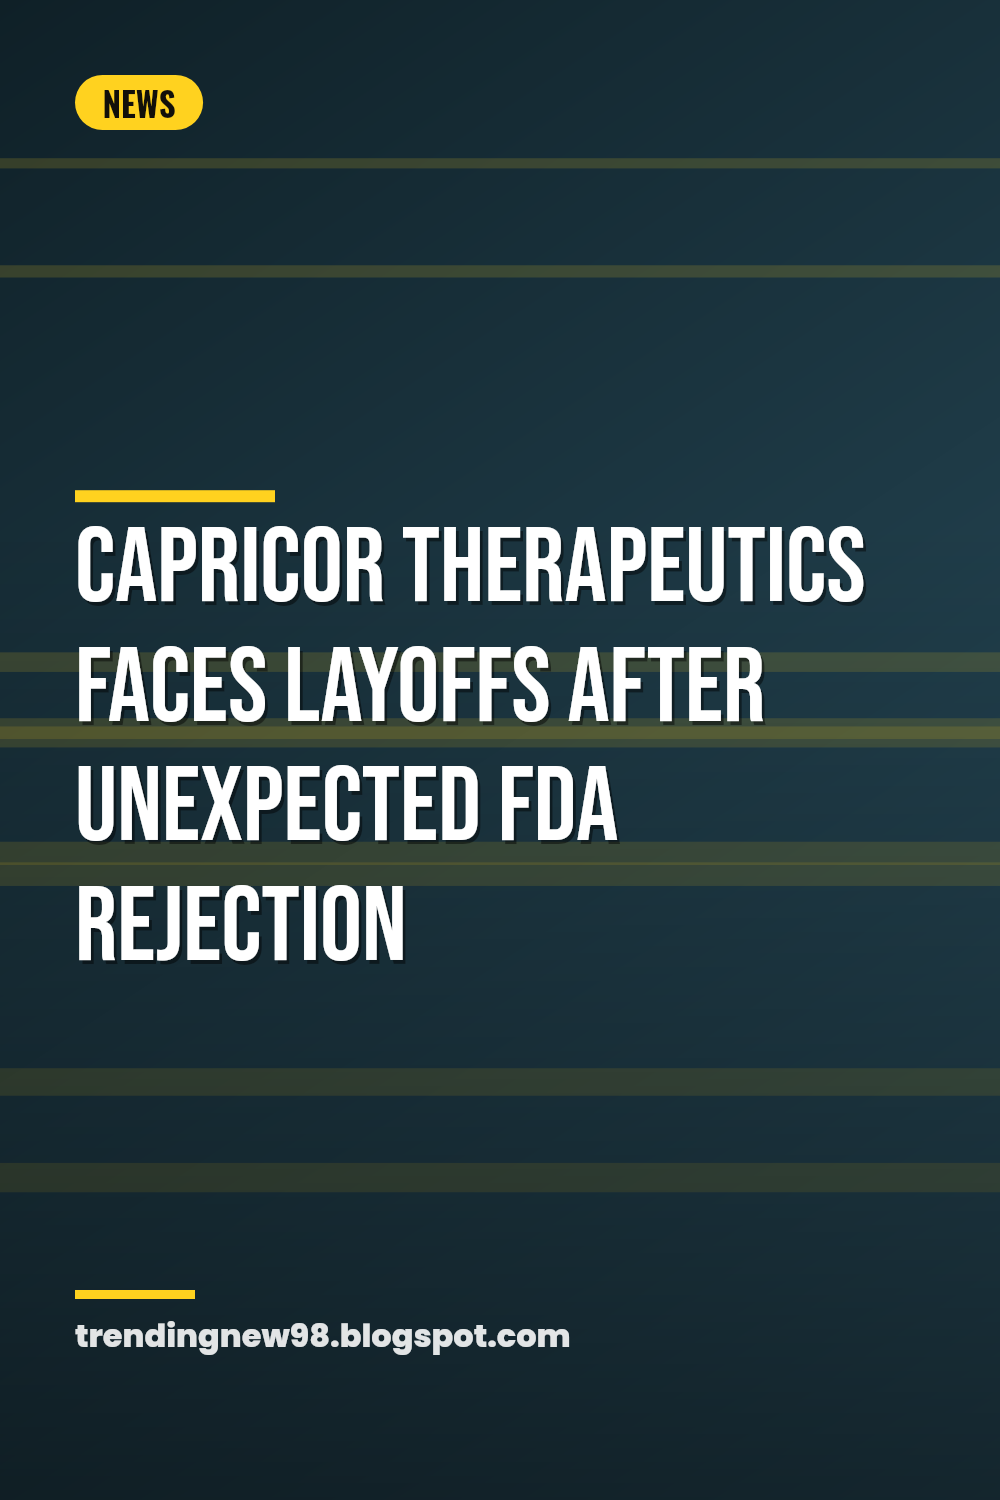 NEWS
CAPRICOR THERAPEUTICS
FACES LAYOFFS AFTER
UNEXPECTED FDA
REJECTION
trendingnew98.blogspot.com